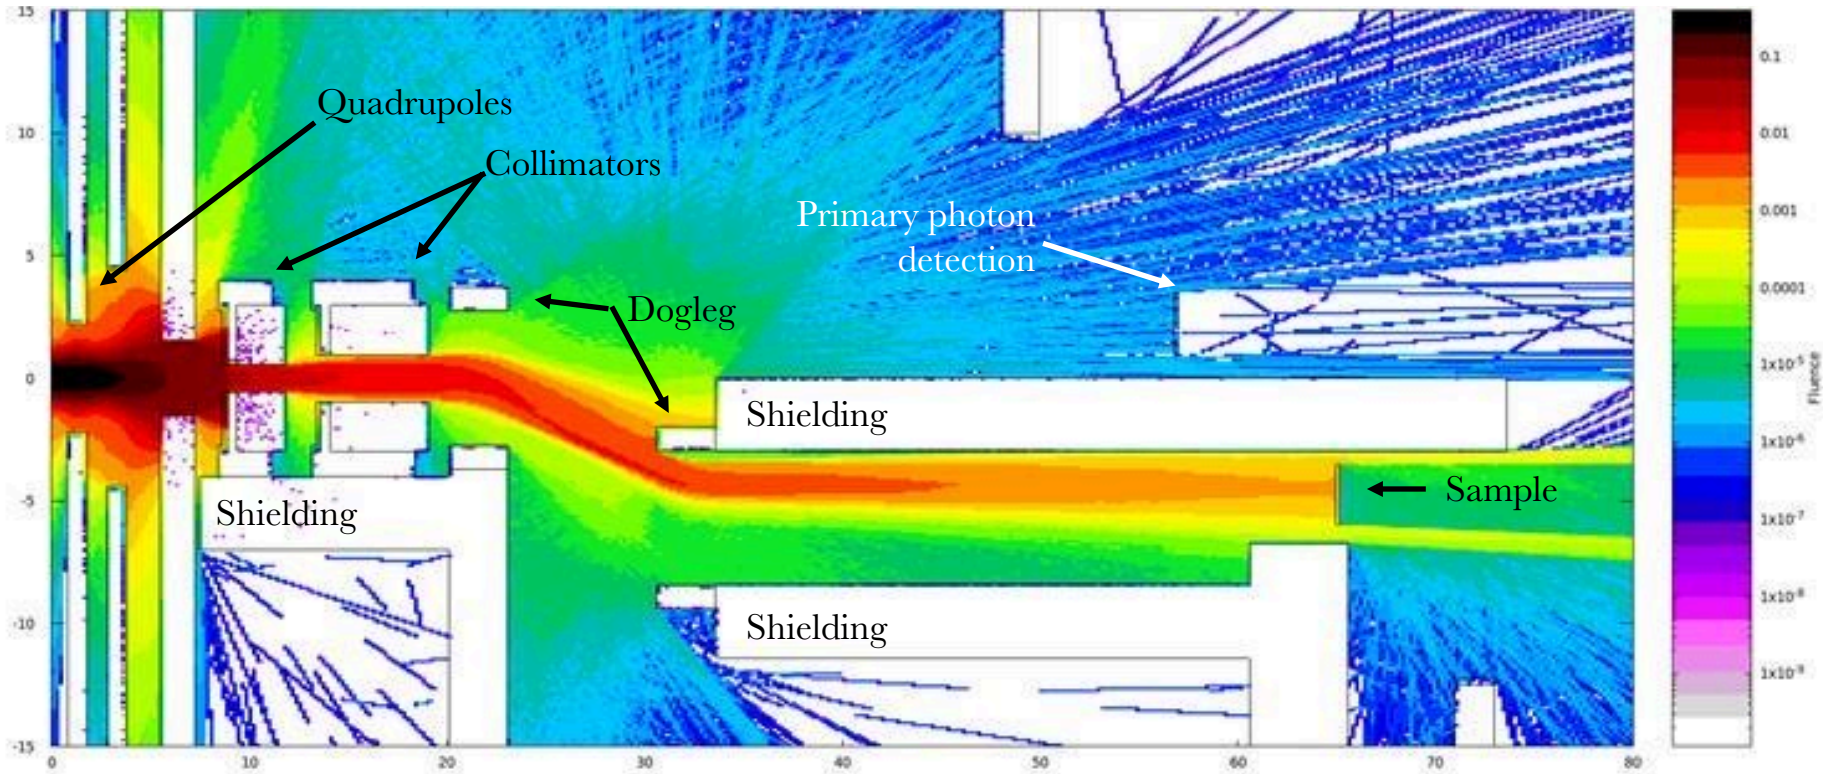 15
10
5
0
-5
-10
-15
0
10
20
30
40
50
60
70
80
Quadrupoles
Collimators
Primary photon
detection
Dogleg
Shielding
Sample
Shielding
Shielding
0.1
0.01
0.001
0.0001
1x10⁻⁵
1x10⁻⁶
1x10⁻⁷
1x10⁻⁸
1x10⁻⁹
Fluence